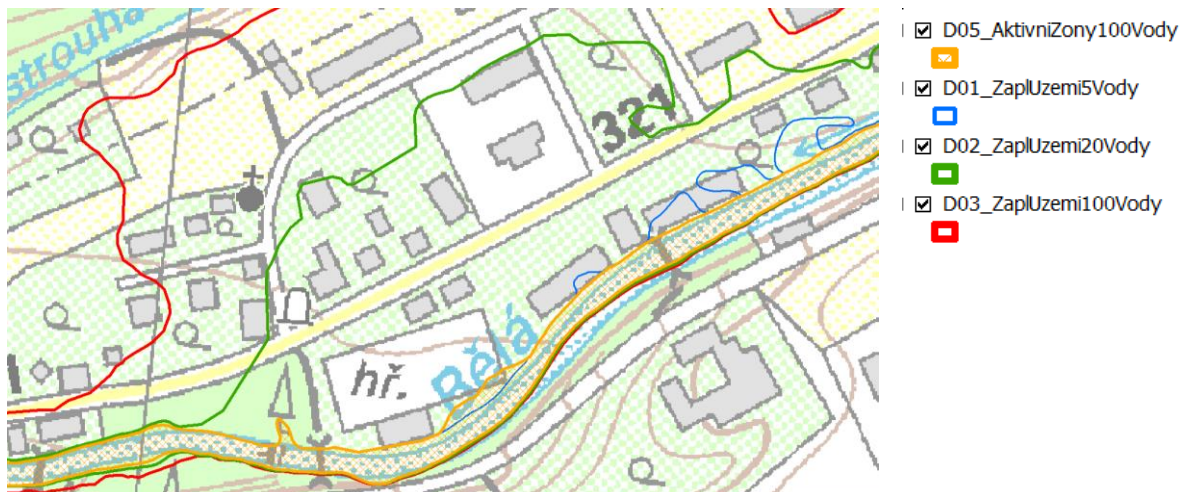 strouha
321
Bělá
hř.
D05_AktivniZony100Vody
D01_ZaplUzemi5Vody
D02_ZaplUzemi20Vody
D03_ZaplUzemi100Vody